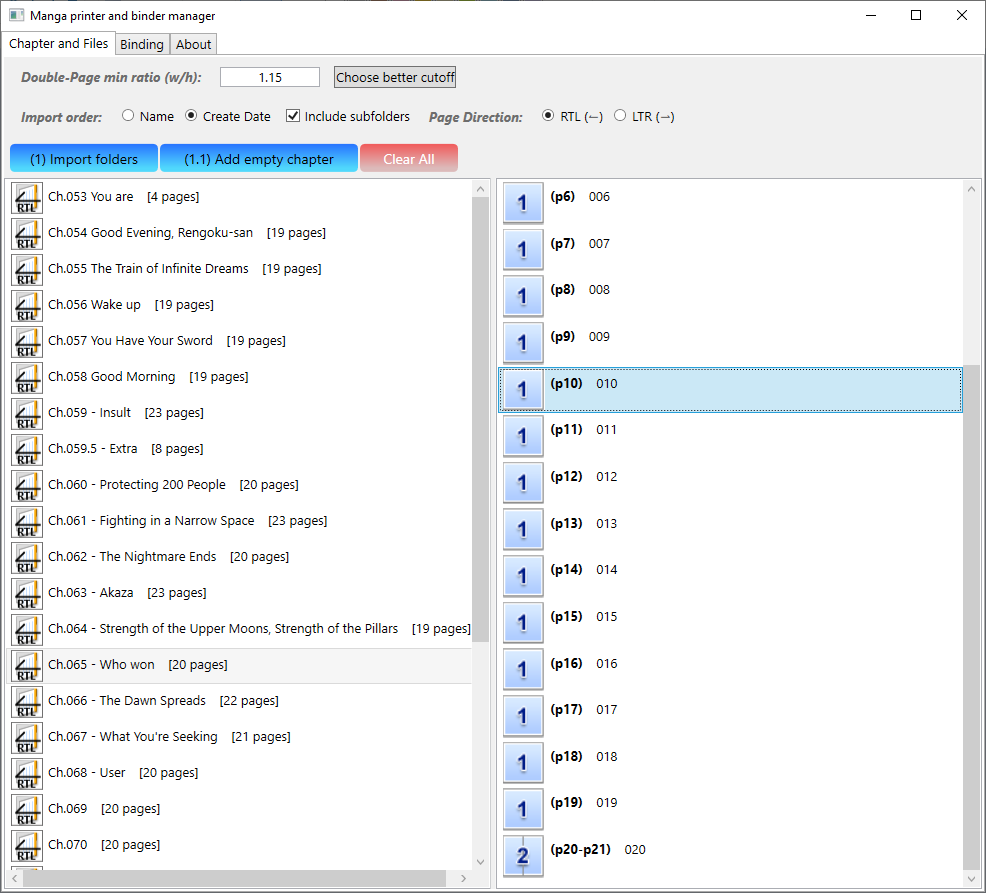 Manga printer and binder manager
Chapter and Files Binding About
Double-Page min ratio (w/h): 1.15 Choose better cutoff
Import order: Name Create Date Include subfolders Page Direction: RTL (←) LTR (→)
(1) Import folders (1.1) Add empty chapter Clear All
RTL Ch.053 You are [4 pages]
RTL Ch.054 Good Evening, Rengoku-san [19 pages]
RTL Ch.055 The Train of Infinite Dreams [19 pages]
RTL Ch.056 Wake up [19 pages]
RTL Ch.057 You Have Your Sword [19 pages]
RTL Ch.058 Good Morning [19 pages]
RTL Ch.059 - Insult [23 pages]
RTL Ch.059.5 - Extra [8 pages]
RTL Ch.060 - Protecting 200 People [20 pages]
RTL Ch.061 - Fighting in a Narrow Space [23 pages]
RTL Ch.062 - The Nightmare Ends [20 pages]
RTL Ch.063 - Akaza [23 pages]
RTL Ch.064 - Strength of the Upper Moons, Strength of the Pillars [19 pages]
RTL Ch.065 - Who won [20 pages]
RTL Ch.066 - The Dawn Spreads [22 pages]
RTL Ch.067 - What You're Seeking [21 pages]
RTL Ch.068 - User [20 pages]
RTL Ch.069 [20 pages]
RTL Ch.070 [20 pages]
1 (p6) 006
1 (p7) 007
1 (p8) 008
1 (p9) 009
1 (p10) 010
1 (p11) 011
1 (p12) 012
1 (p13) 013
1 (p14) 014
1 (p15) 015
1 (p16) 016
1 (p17) 017
1 (p18) 018
1 (p19) 019
2 (p20-p21) 020